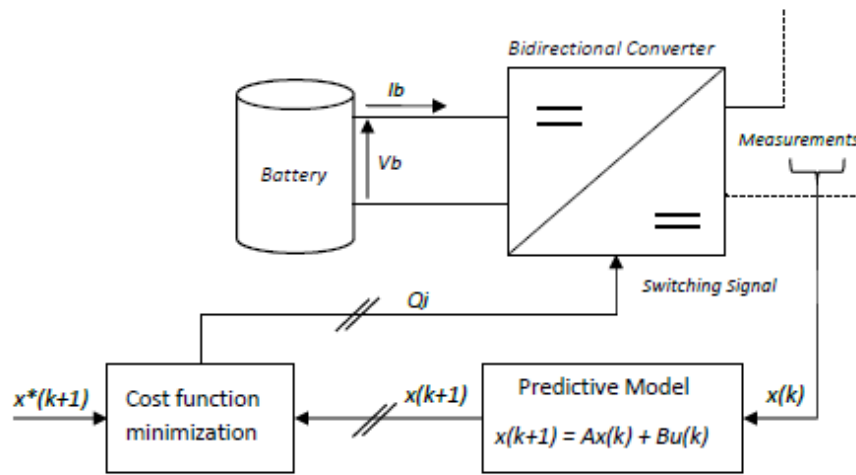 Bidirectional Converter
Ib
Measurements
Battery
Vb
Switching Signal
Qj
x*(k+1)
Cost function
minimization
x(k+1)
Predictive Model
x(k+1) = Ax(k) + Bu(k)
x(k)